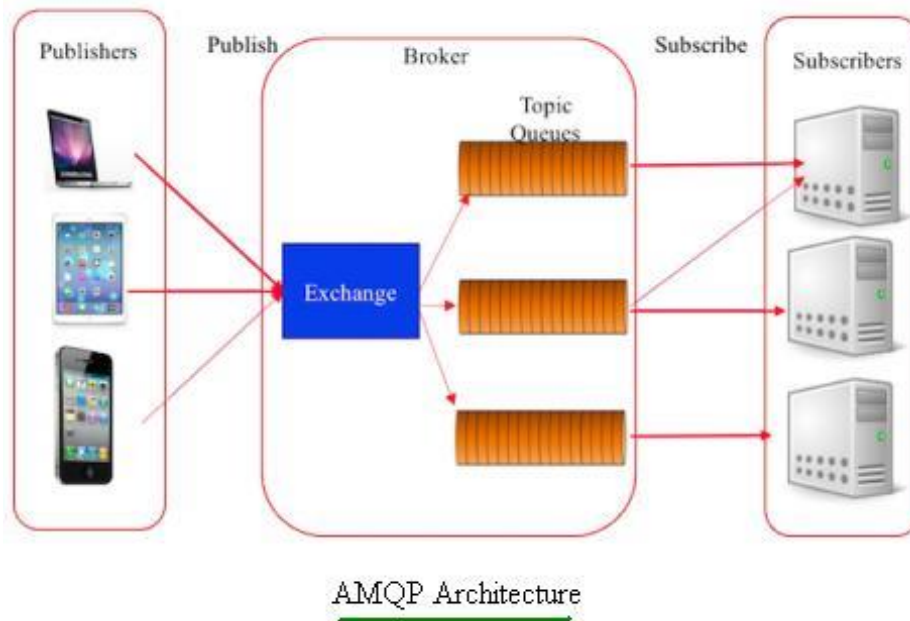 Publishers
Publish
Broker
Subscribe
Subscribers
Topic
Queues
Exchange
AMQP Architecture